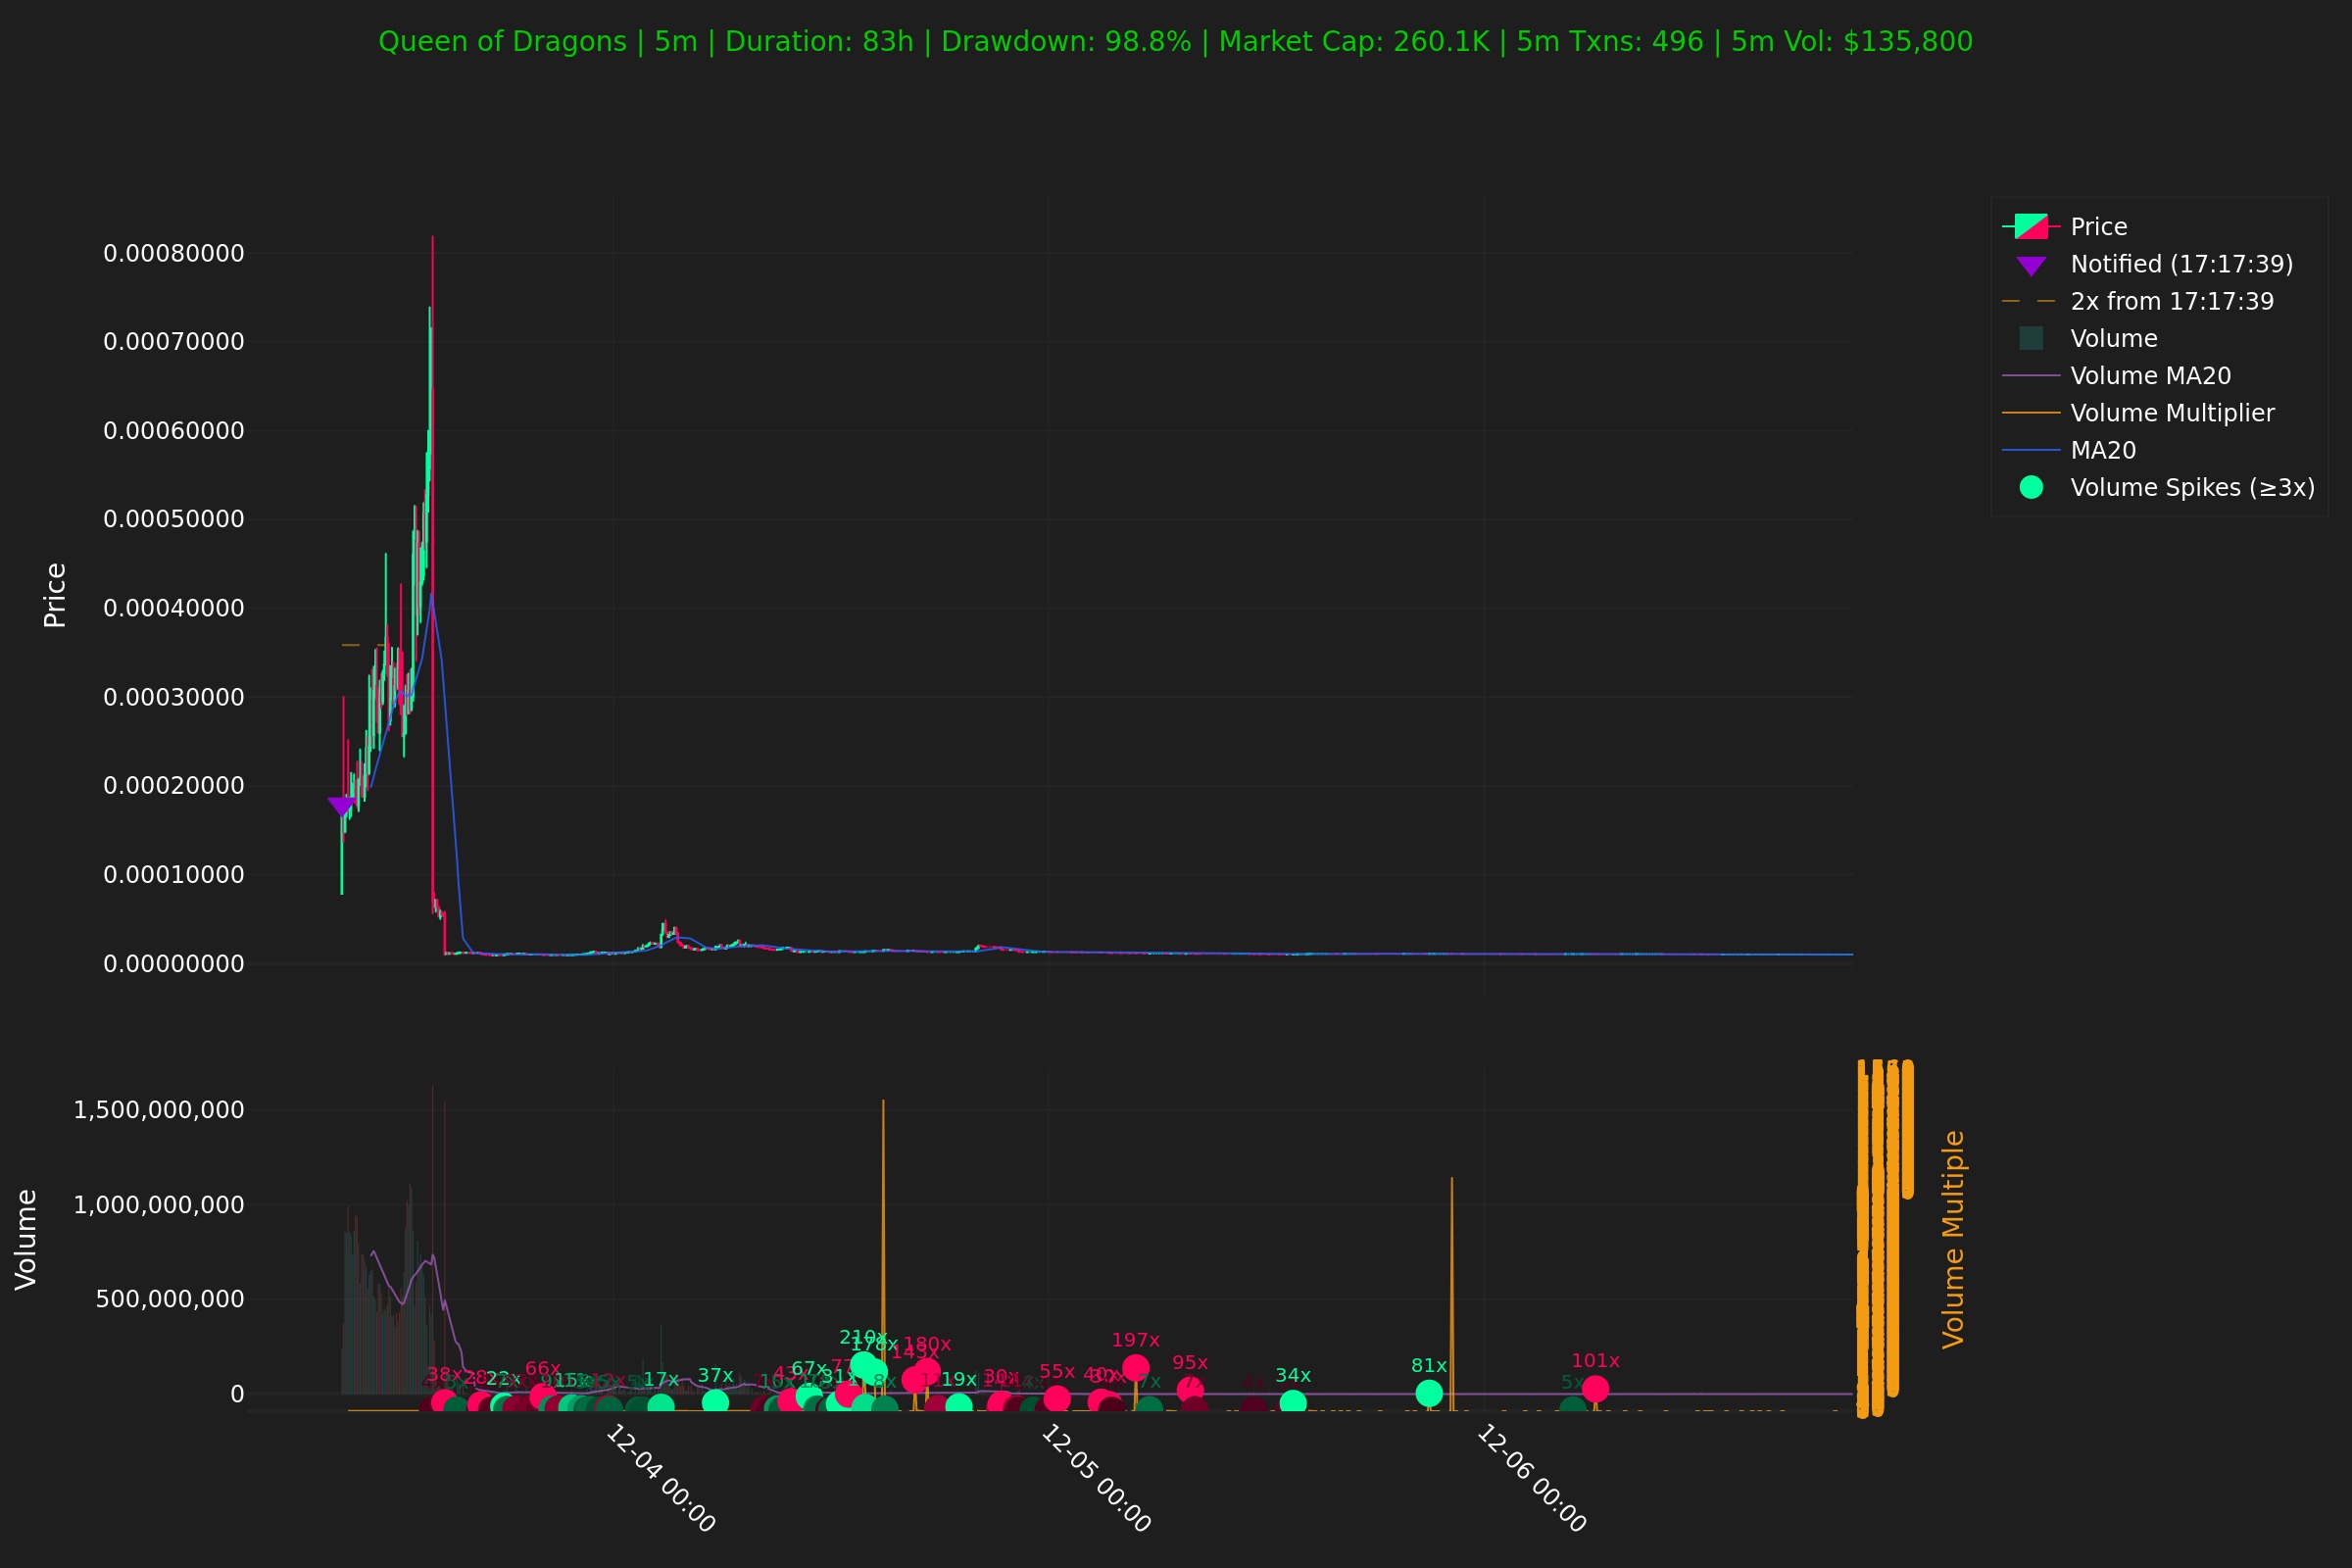 Queen of Dragons | 5m | Duration: 83h | Drawdown: 98.8% | Market Cap: 260.1K | 5m Txns: 496 | 5m Vol: $135,800
Price
0.00080000
0.00070000
0.00060000
0.00050000
0.00040000
0.00030000
0.00020000
0.00010000
0.00000000
Price
Notified (17:17:39)
2x from 17:17:39
Volume
Volume MA20
Volume Multiplier
MA20
Volume Spikes (≥3x)
Volume
1,500,000,000
1,000,000,000
500,000,000
0
38x
22x
66x
17x
37x
67x
31x
210x
178x
8x
143x
180x
19x
30x
55x
40x
197x
7x
95x
34x
81x
5x
101x
Volume Multiple
12-04 00:00
12-05 00:00
12-06 00:00